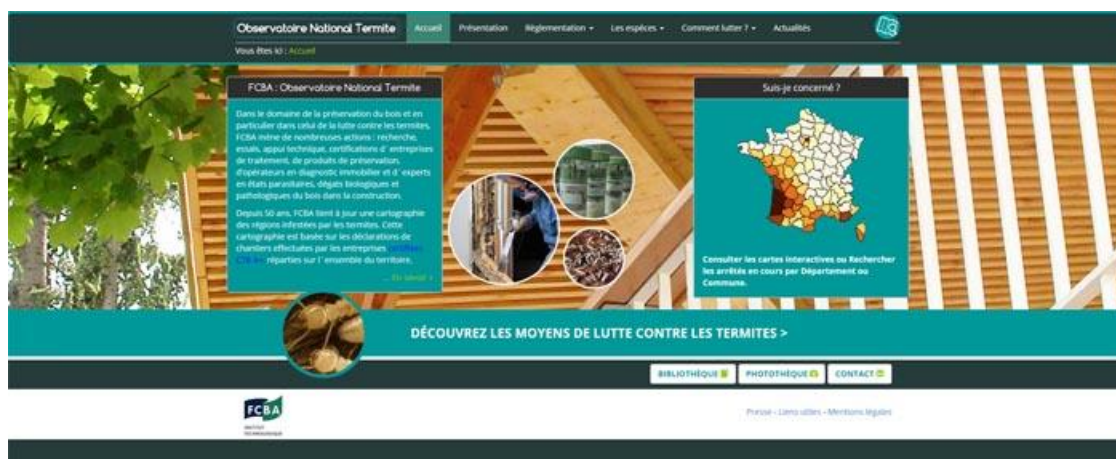 Observatoire National Termite
Accueil
Présentation
Réglementation
Les espèces
Comment lutter ?
Actualités
Vous êtes ici : Accueil
FCBA : Observatoire National Termite
Dans le domaine de la préservation du bois et en
particulier dans celui de la lutte contre les termites,
FCBA mène de nombreuses actions : recherche,
essais, appui technique, certifications d' entreprises
de traitement, de produits de préservation,
d'opérateurs en diagnostic immobilier et d' experts
en états parasitaires, dégats biologiques et
pathologiques du bois dans la construction.
Depuis 50 ans, FCBA tient à jour une cartographie
des régions infestées par les termites. Cette
cartographie est basée sur les déclarations de
chantiers effectuées par les entreprises
réparties sur l' ensemble du territoire.
... En savoir +
Suis-je concerné ?
Consulter les cartes interactives ou Rechercher
les arrêtés en cours par Département ou
Commune.
DÉCOUVREZ LES MOYENS DE LUTTE CONTRE LES TERMITES >
BIBLIOTHÈQUE
PHOTOTHÈQUE
CONTACT
FCBA
INSTITUT
TECHNOLOGIQUE
Presse - Liens utiles - Mentions légales